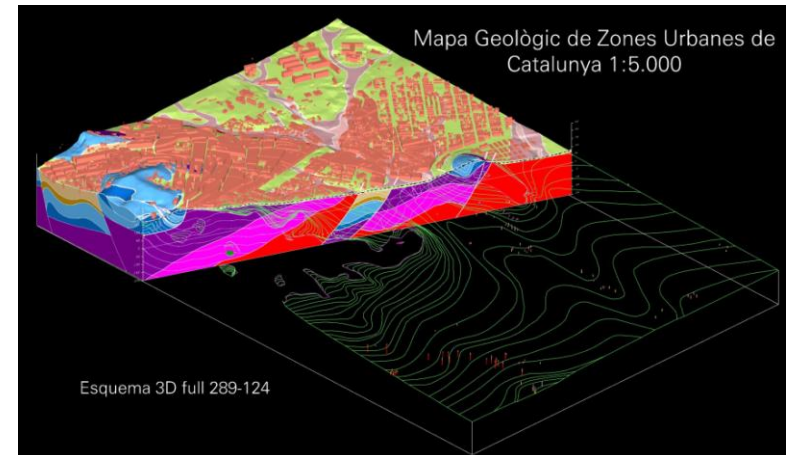 Mapa Geològic de Zones Urbanes de
Catalunya 1:5.000
Esquema 3D full 289-124